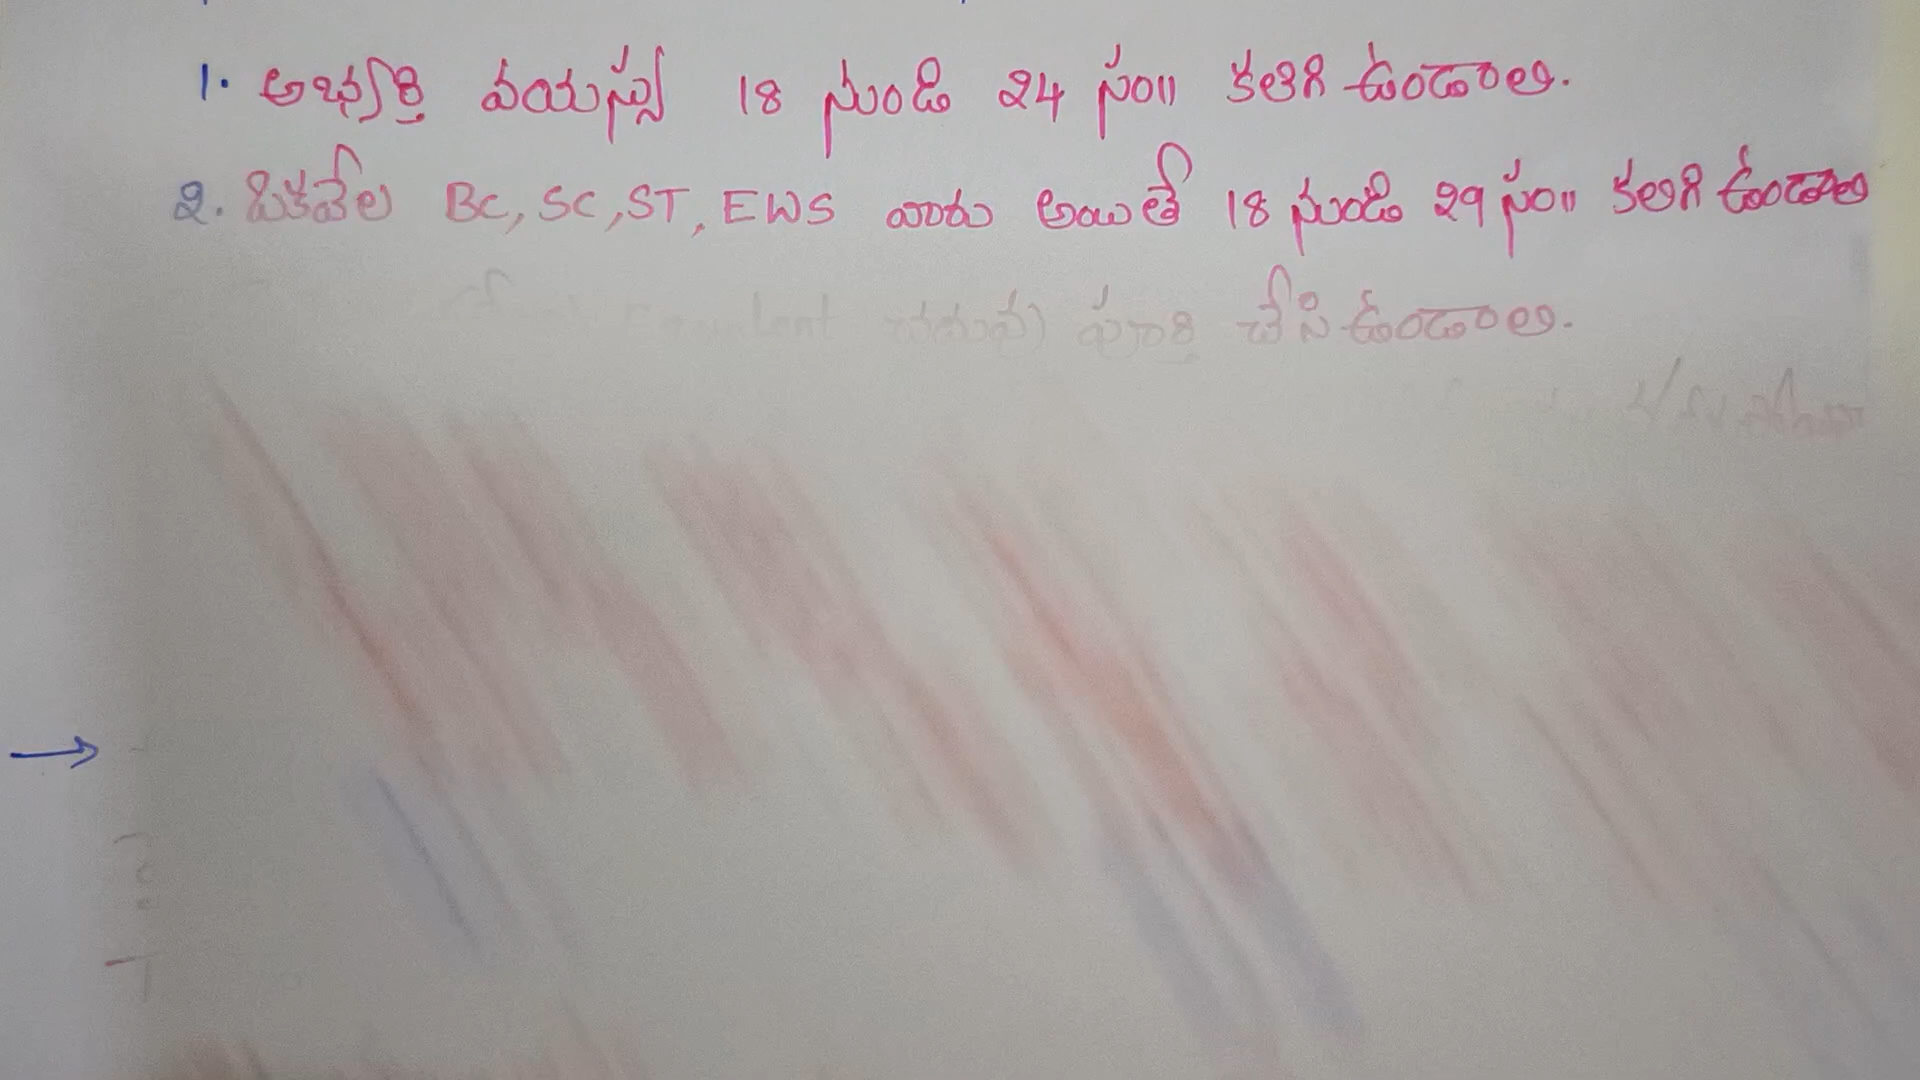 1. అభ్యర్థి వయస్సు 18 నుండి 24 సం॥ కలిగి ఉండాలి.
2. ఒకవేల BC, SC, ST, EWS వారు అయితే 18 నుండి 29 సం॥ కలిగి ఉండాలి
పూర్తి చేసి ఉండాలి.